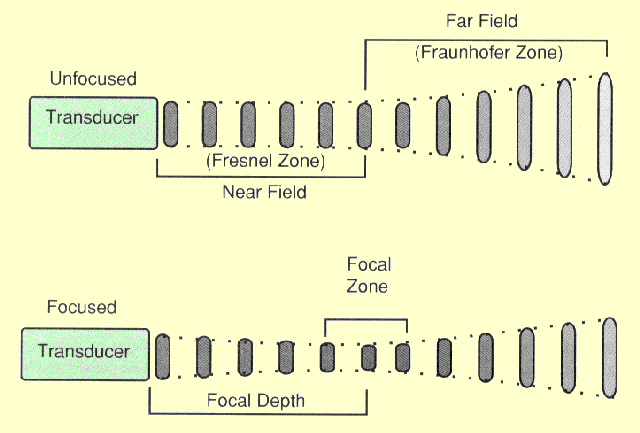 Far Field
(Fraunhofer Zone)
Unfocused
Transducer
(Fresnel Zone)
Near Field
Focal
Zone
Focused
Transducer
Focal Depth